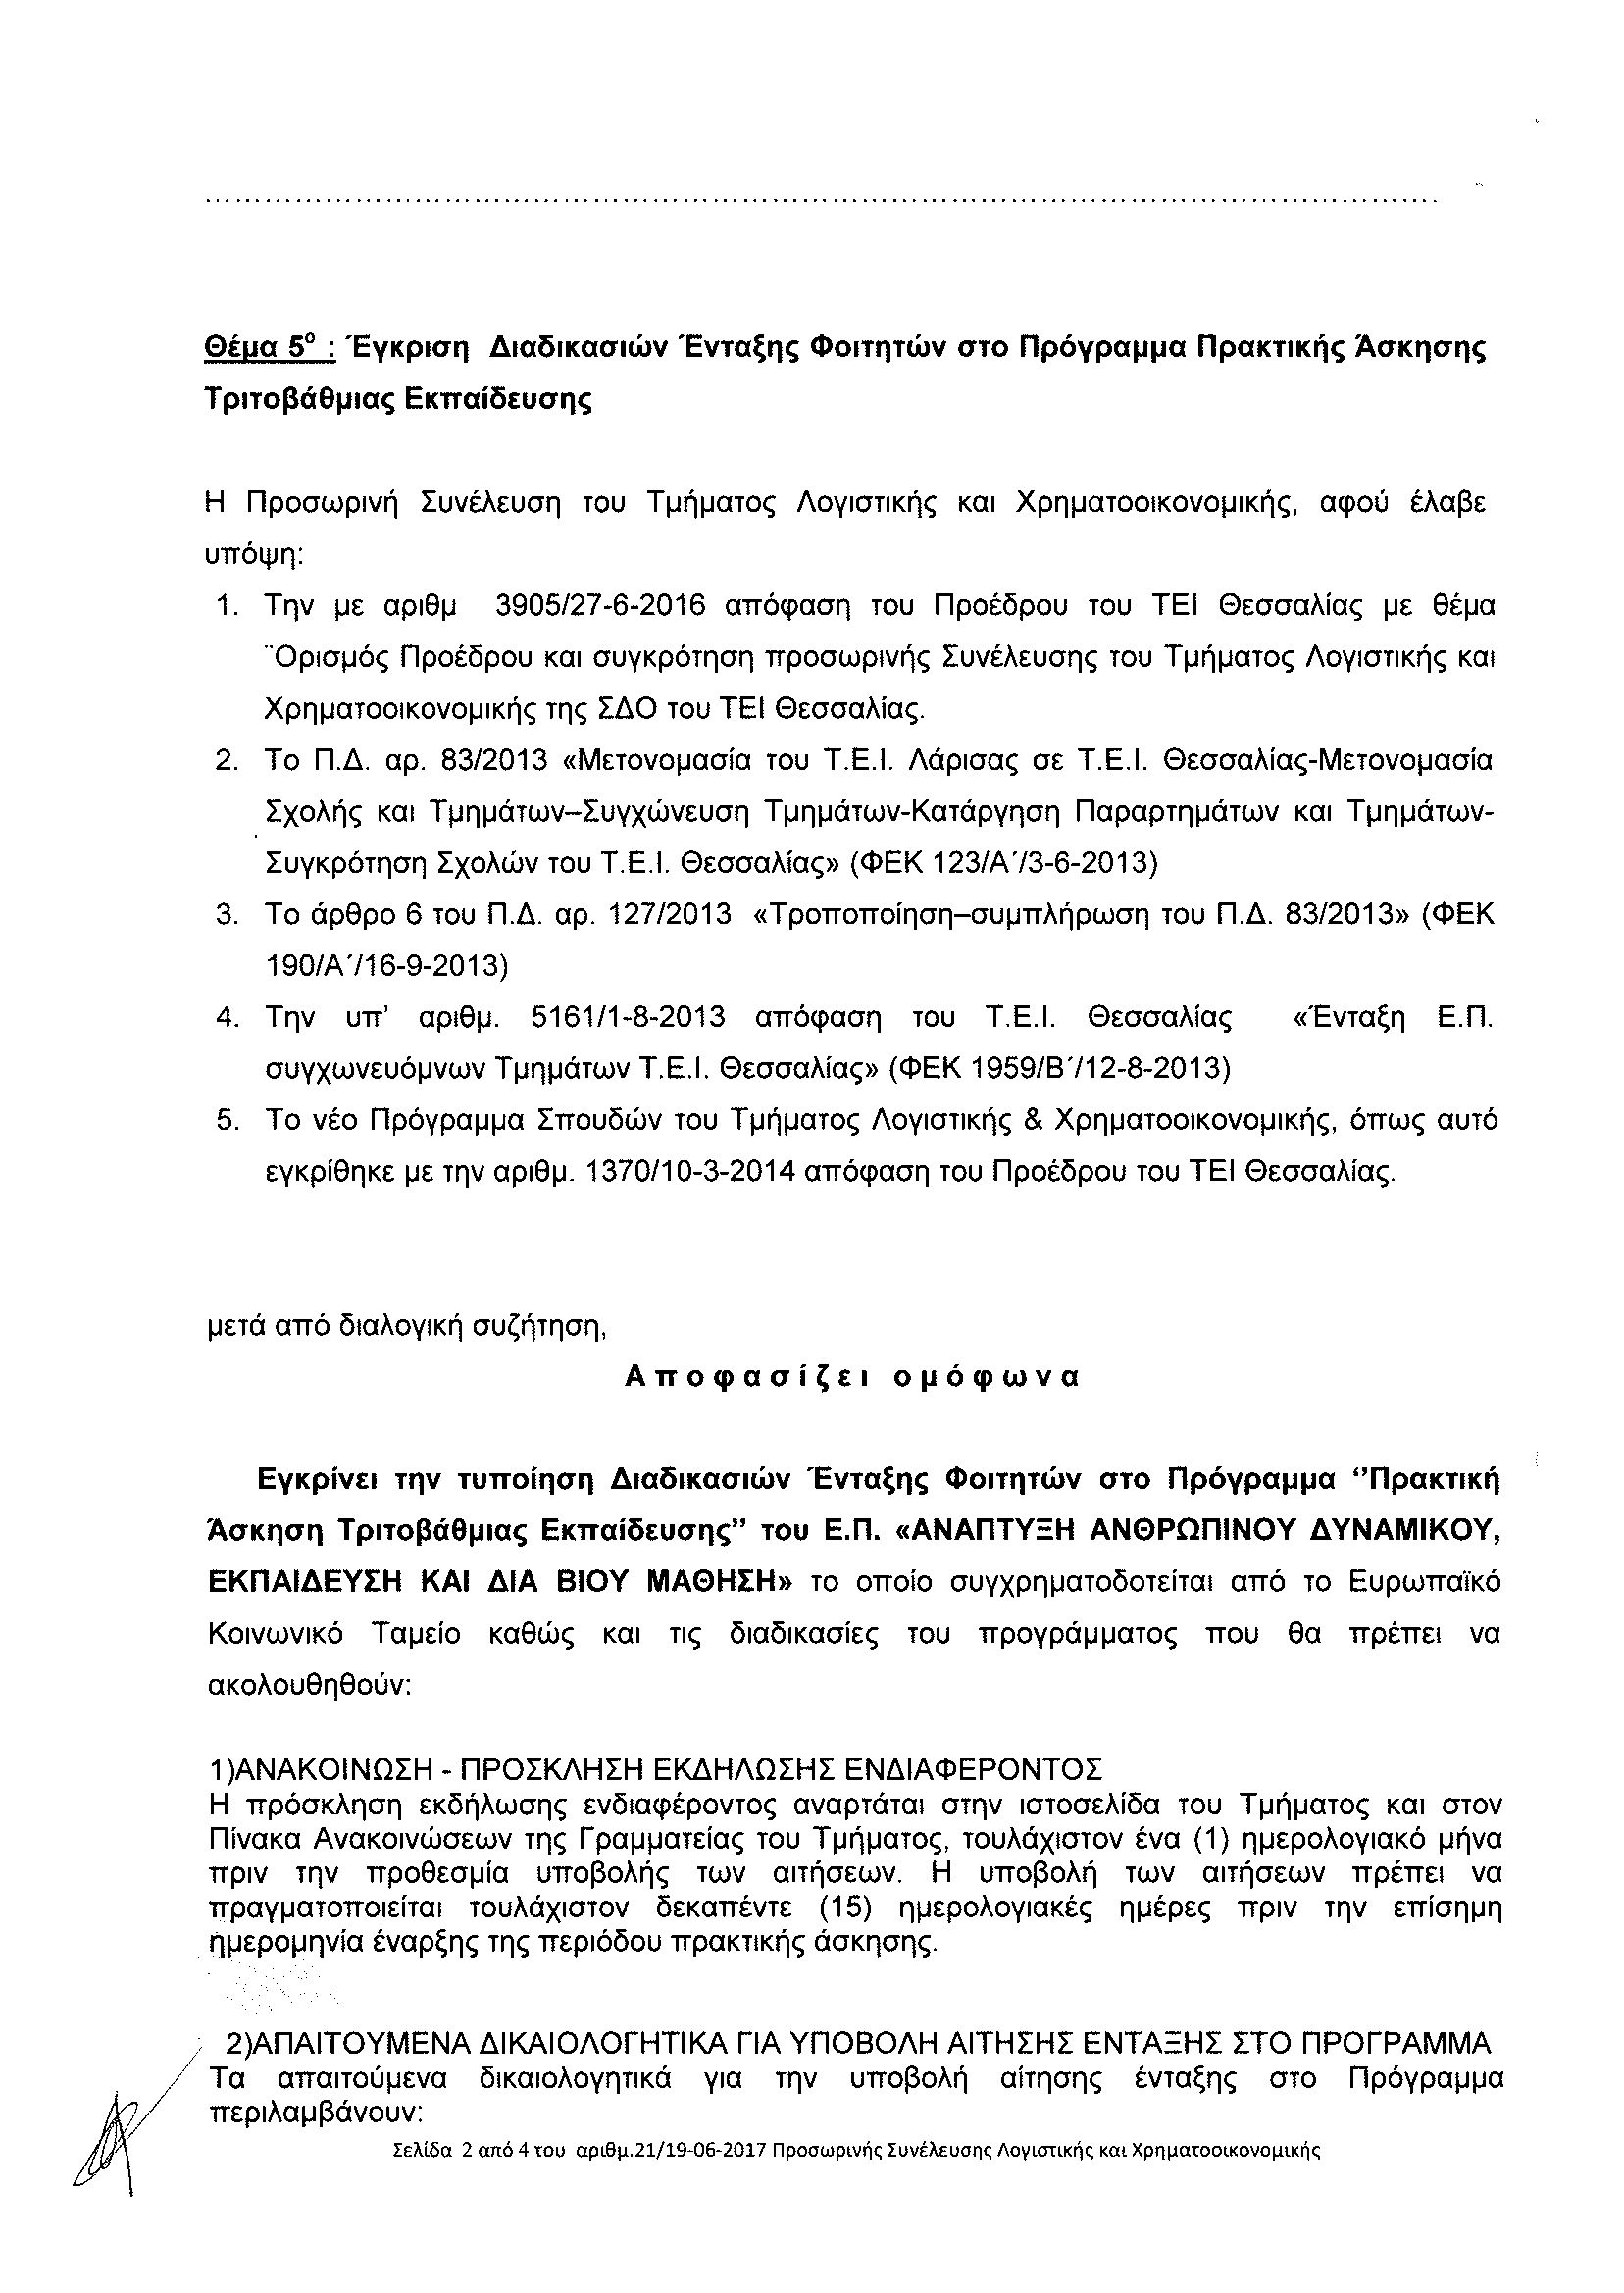 ................................................................................................................................
Θέμα 5ο : Έγκριση Διαδικασιών Ένταξης Φοιτητών στο Πρόγραμμα Πρακτικής Άσκησης
Τριτοβάθμιας Εκπαίδευσης
Η Προσωρινή Συνέλευση του Τμήματος Λογιστικής και Χρηματοοικονομικής, αφού έλαβε
υπόψη:
1. Την με αριθμ 3905/27-6-2016 απόφαση του Προέδρου του ΤΕΙ Θεσσαλίας με θέμα
¨Ορισμός Προέδρου και συγκρότηση προσωρινής Συνέλευσης του Τμήματος Λογιστικής και
Χρηματοοικονομικής της ΣΔΟ του ΤΕΙ Θεσσαλίας.
2. Το Π.Δ. αρ. 83/2013 «Μετονομασία του Τ.Ε.Ι. Λάρισας σε Τ.Ε.Ι. Θεσσαλίας-Μετονομασία
Σχολής και Τμημάτων–Συγχώνευση Τμημάτων-Κατάργηση Παραρτημάτων και Τμημάτων-
Συγκρότηση Σχολών του Τ.Ε.Ι. Θεσσαλίας» (ΦΕΚ 123/Α΄/3-6-2013)
3. Το άρθρο 6 του Π.Δ. αρ. 127/2013 «Τροποποίηση–συμπλήρωση του Π.Δ. 83/2013» (ΦΕΚ
190/Α΄/16-9-2013)
4. Την υπ’ αριθμ. 5161/1-8-2013 απόφαση του Τ.Ε.Ι. Θεσσαλίας «Ένταξη Ε.Π.
συγχωνευόμνων Τμημάτων Τ.Ε.Ι. Θεσσαλίας» (ΦΕΚ 1959/Β΄/12-8-2013)
5. Το νέο Πρόγραμμα Σπουδών του Τμήματος Λογιστικής & Χρηματοοικονομικής, όπως αυτό
εγκρίθηκε με την αριθμ. 1370/10-3-2014 απόφαση του Προέδρου του ΤΕΙ Θεσσαλίας.
μετά από διαλογική συζήτηση,
Α π ο φ α σ ί ζ ε ι ο μ ό φ ω ν α
Εγκρίνει την τυποίηση Διαδικασιών Ένταξης Φοιτητών στο Πρόγραμμα ‘’Πρακτική
Άσκηση Τριτοβάθμιας Εκπαίδευσης’’ του Ε.Π. «ΑΝΑΠΤΥΞΗ ΑΝΘΡΩΠΙΝΟΥ ΔΥΝΑΜΙΚΟΥ,
ΕΚΠΑΙΔΕΥΣΗ ΚΑΙ ΔΙΑ ΒΙΟΥ ΜΑΘΗΣΗ» το οποίο συγχρηματοδοτείται από το Ευρωπαϊκό
Κοινωνικό Ταμείο καθώς και τις διαδικασίες του προγράμματος που θα πρέπει να
ακολουθηθούν:
1)ΑΝΑΚΟΙΝΩΣΗ - ΠΡΟΣΚΛΗΣΗ ΕΚΔΗΛΩΣΗΣ ΕΝΔΙΑΦΕΡΟΝΤΟΣ
Η πρόσκληση εκδήλωσης ενδιαφέροντος αναρτάται στην ιστοσελίδα του Τμήματος και στον
Πίνακα Ανακοινώσεων της Γραμματείας του Τμήματος, τουλάχιστον ένα (1) ημερολογιακό μήνα
πριν την προθεσμία υποβολής των αιτήσεων. Η υποβολή των αιτήσεων πρέπει να
πραγματοποιείται τουλάχιστον δεκαπέντε (15) ημερολογιακές ημέρες πριν την επίσημη
ημερομηνία έναρξης της περιόδου πρακτικής άσκησης.
2)ΑΠΑΙΤΟΥΜΕΝΑ ΔΙΚΑΙΟΛΟΓΗΤΙΚΑ ΓΙΑ ΥΠΟΒΟΛΗ ΑΙΤΗΣΗΣ ΕΝΤΑΞΗΣ ΣΤΟ ΠΡΟΓΡΑΜΜΑ
Τα απαιτούμενα δικαιολογητικά για την υποβολή αίτησης ένταξης στο Πρόγραμμα
περιλαμβάνουν:
Σελίδα 2 από 4 του αριθμ.21/19-06-2017 Προσωρινής Συνέλευσης Λογιστικής και Χρηματοοικονομικής